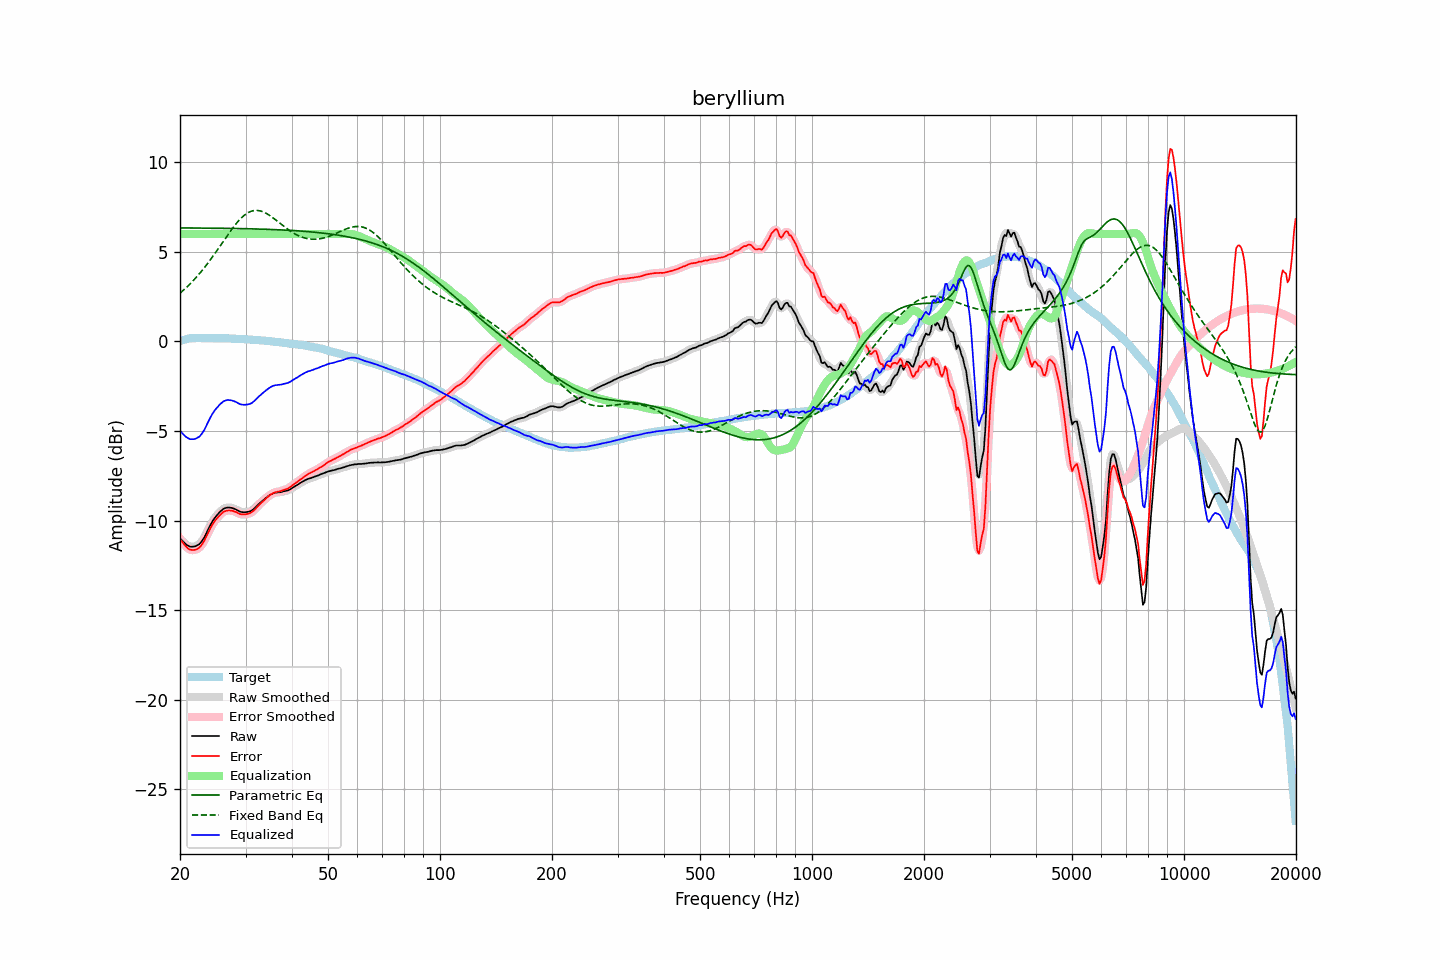 beryllium
Amplitude (dBr)
10
5
0
−5
−10
−15
−20
−25
Target
Raw Smoothed
Error Smoothed
Raw
Error
Equalization
Parametric Eq
Fixed Band Eq
Equalized
20 50 100 200 500 1000 2000 5000 10000 20000
Frequency (Hz)